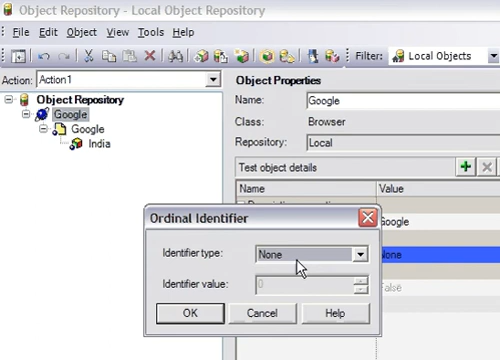 Object Repository - Local Object Repository
File Edit Object View Tools Help
Filter: Local Objects
Action: Action1
Object Repository
Google
Google
India
Object Properties
Name: Google
Class: Browser
Repository: Local
Test object details
Name Value
Google
None
False
Ordinal Identifier
Identifier type: None
Identifier value: 0
OK Cancel Help